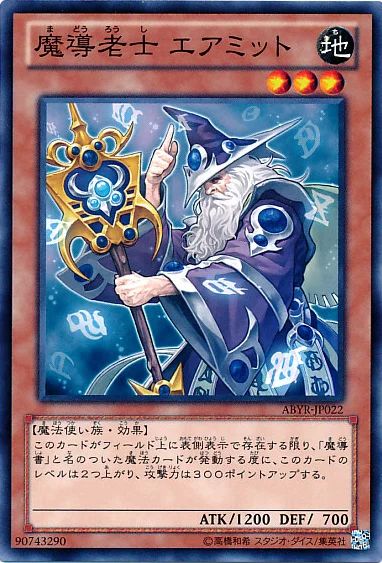 魔導老士 エアミット
地
ABYR-JP022
【魔法使い族・効果】
このカードがフィールド上に表側表示で存在する限り、「魔導
書」と名のついた魔法カードが発動する度に、このカードの
レベルは2つ上がり、攻撃力は300ポイントアップする。
ATK/1200 DEF/ 700
90743290
©高橋和希 スタジオ・ダイス/集英社